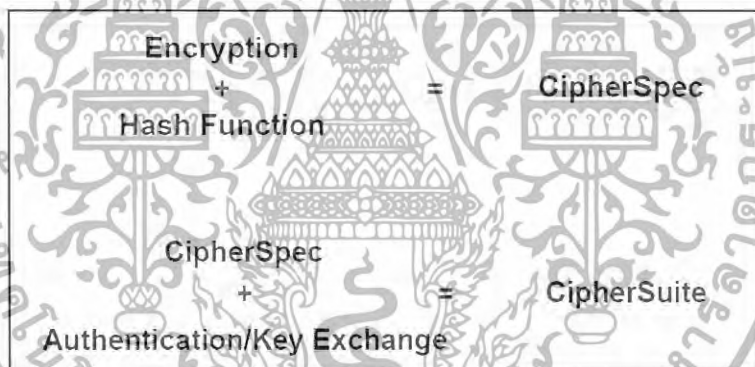 Encryption
+ = CipherSpec
Hash Function
CipherSpec
+ = CipherSuite
Authentication/Key Exchange